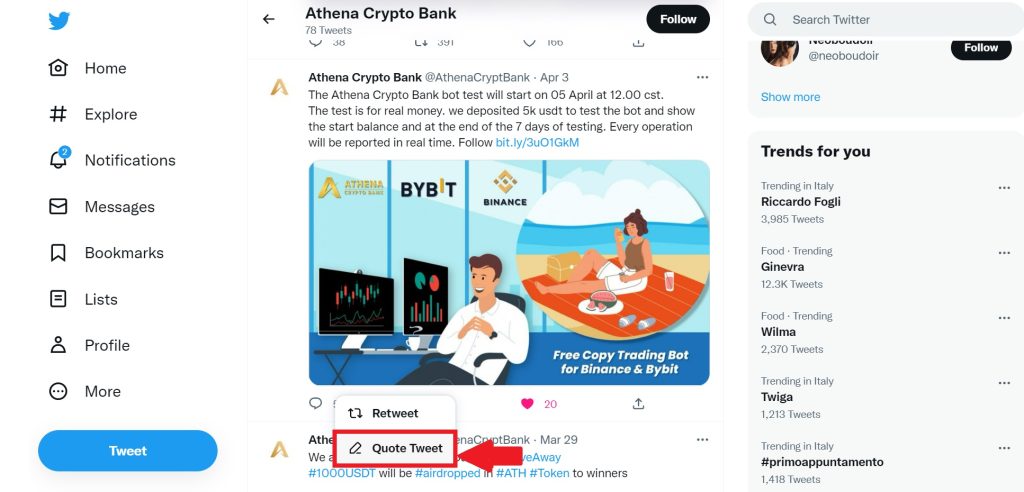 Home
Explore
2
Notifications
Messages
Bookmarks
Lists
Profile
More
Tweet
Athena Crypto Bank
78 Tweets
Follow
38 391 166
Athena Crypto Bank @AthenaCryptBank · Apr 3
The Athena Crypto Bank bot test will start on 05 April at 12.00 cst.
The test is for real money. we deposited 5k usdt to test the bot and show
the start balance and at the end of the 7 days of testing. Every operation
will be reported in real time. Follow bit.ly/3uO1GkM
ATHENA
CRYPTO BANK
BYBIT
BINANCE
Free Copy Trading Bot
for Binance & Bybit
20
Retweet
Quote Tweet
Athe naCryptBank · Mar 29
We a veAway
#1000USDT will be #airdropped in #ATH #Token to winners
Search Twitter
Neoboudoir
@neoboudoir
Follow
Show more
Trends for you
Trending in Italy
Riccardo Fogli
3,985 Tweets
Food · Trending
Ginevra
12.3K Tweets
Food · Trending
Wilma
2,370 Tweets
Trending in Italy
Twiga
1,213 Tweets
Trending in Italy
#primoappuntamento
1,418 Tweets